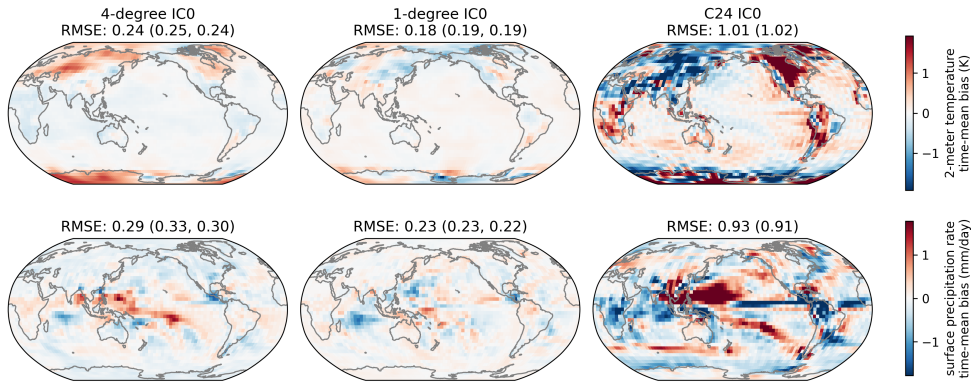 4-degree IC0
RMSE: 0.24 (0.25, 0.24)
1-degree IC0
RMSE: 0.18 (0.19, 0.19)
C24 IC0
RMSE: 1.01 (1.02)
1
0
−1
2-meter temperature
time-mean bias (K)
RMSE: 0.29 (0.33, 0.30)
RMSE: 0.23 (0.23, 0.22)
RMSE: 0.93 (0.91)
1
0
−1
surface precipitation rate
time-mean bias (mm/day)